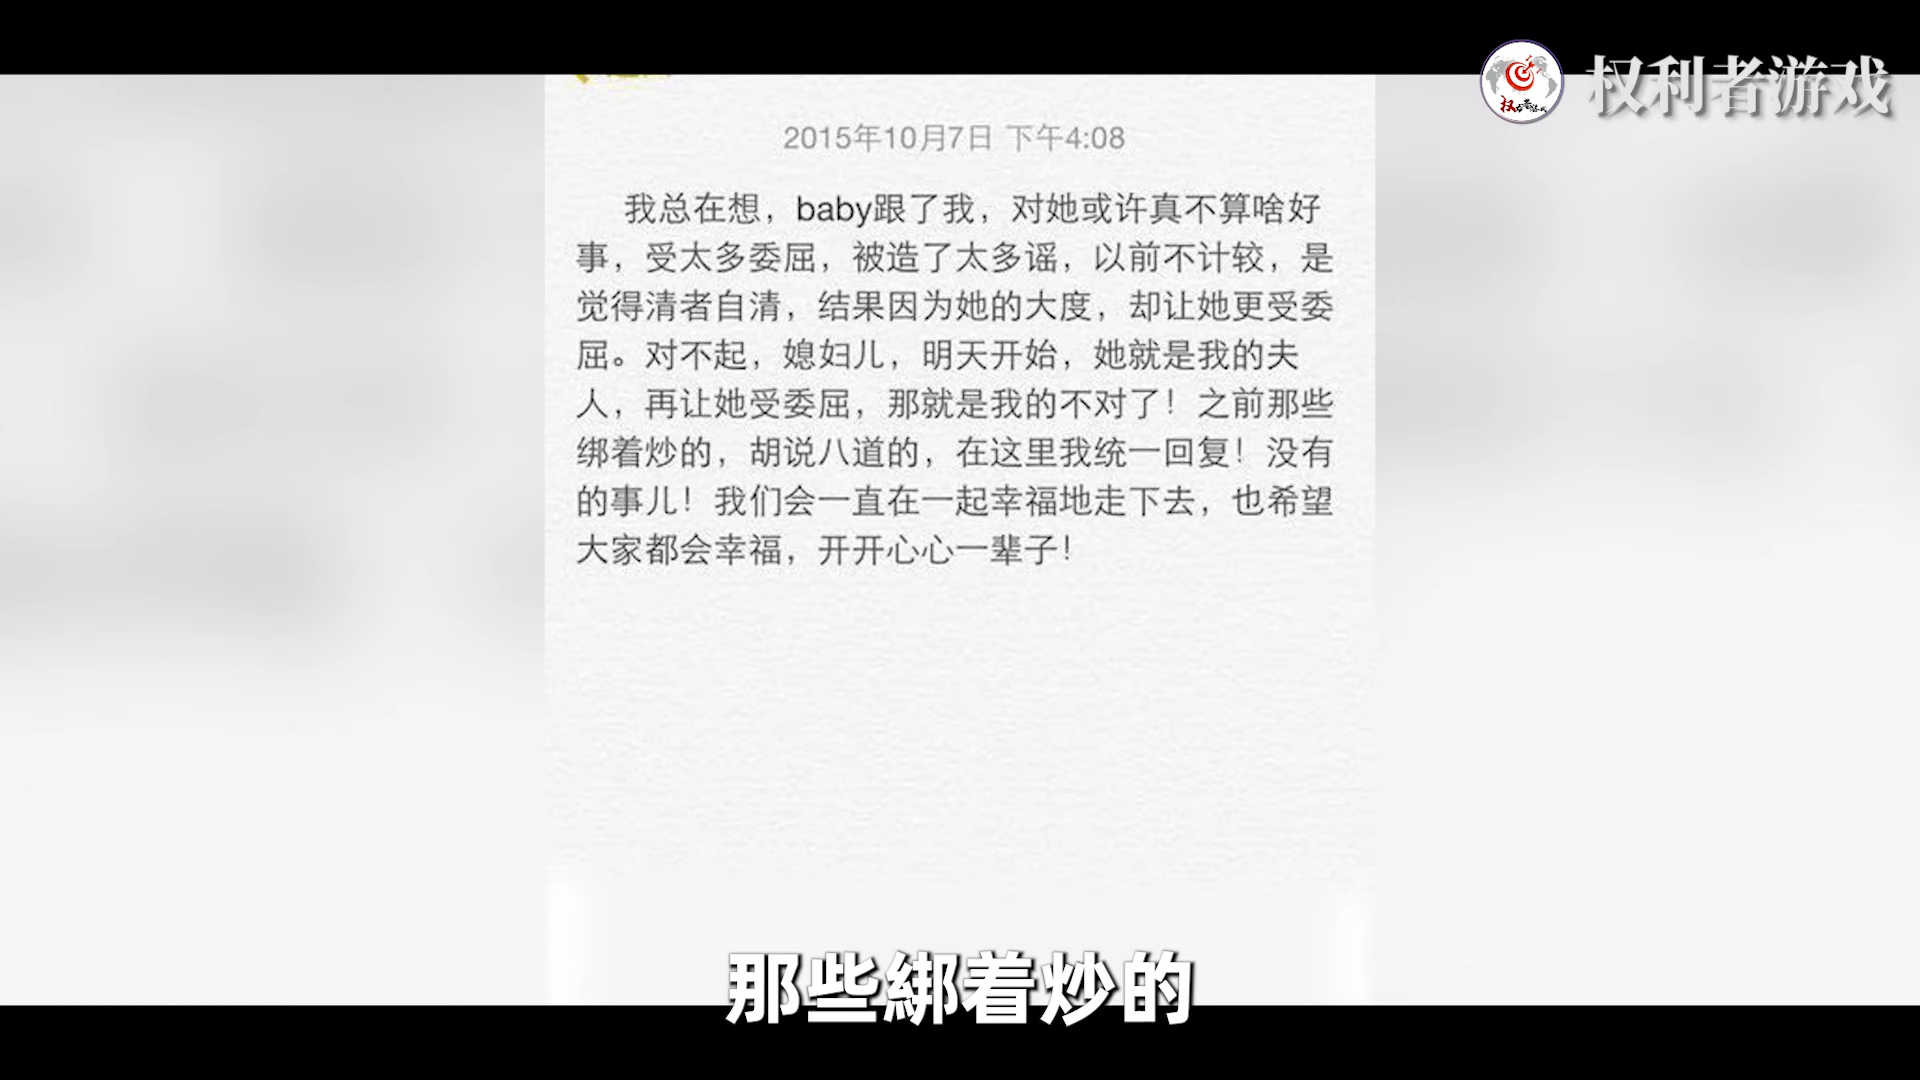 权利者游戏
2015年10月7日 下午4:08
我总在想，baby跟了我，对她或许真不算啥好
事，受太多委屈，被造了太多谣，以前不计较，是
觉得清者自清，结果因为她的大度，却让她更受委
屈。对不起，媳妇儿，明天开始，她就是我的夫
人，再让她受委屈，那就是我的不对了！之前那些
绑着炒的，胡说八道的，在这里我统一回复！没有
的事儿！我们会一直在一起幸福地走下去，也希望
大家都会幸福，开开心心一辈子！
那些綁着炒的